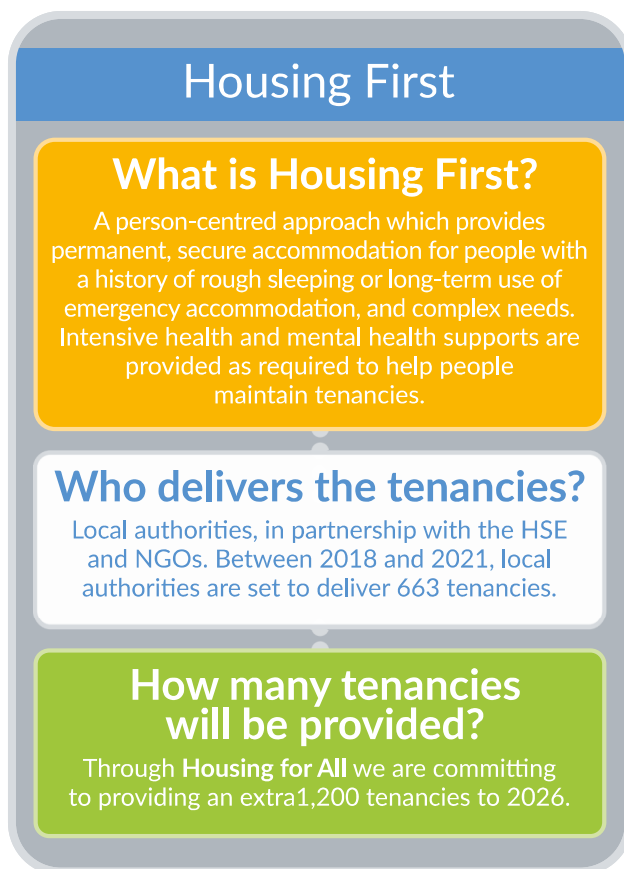 Housing First
What is Housing First?
A person-centred approach which provides
permanent, secure accommodation for people with
a history of rough sleeping or long-term use of
emergency accommodation, and complex needs.
Intensive health and mental health supports are
provided as required to help people
maintain tenancies.
Who delivers the tenancies?
Local authorities, in partnership with the HSE
and NGOs. Between 2018 and 2021, local
authorities are set to deliver 663 tenancies.
How many tenancies
will be provided?
Through Housing for All we are committing
to providing an extra1,200 tenancies to 2026.